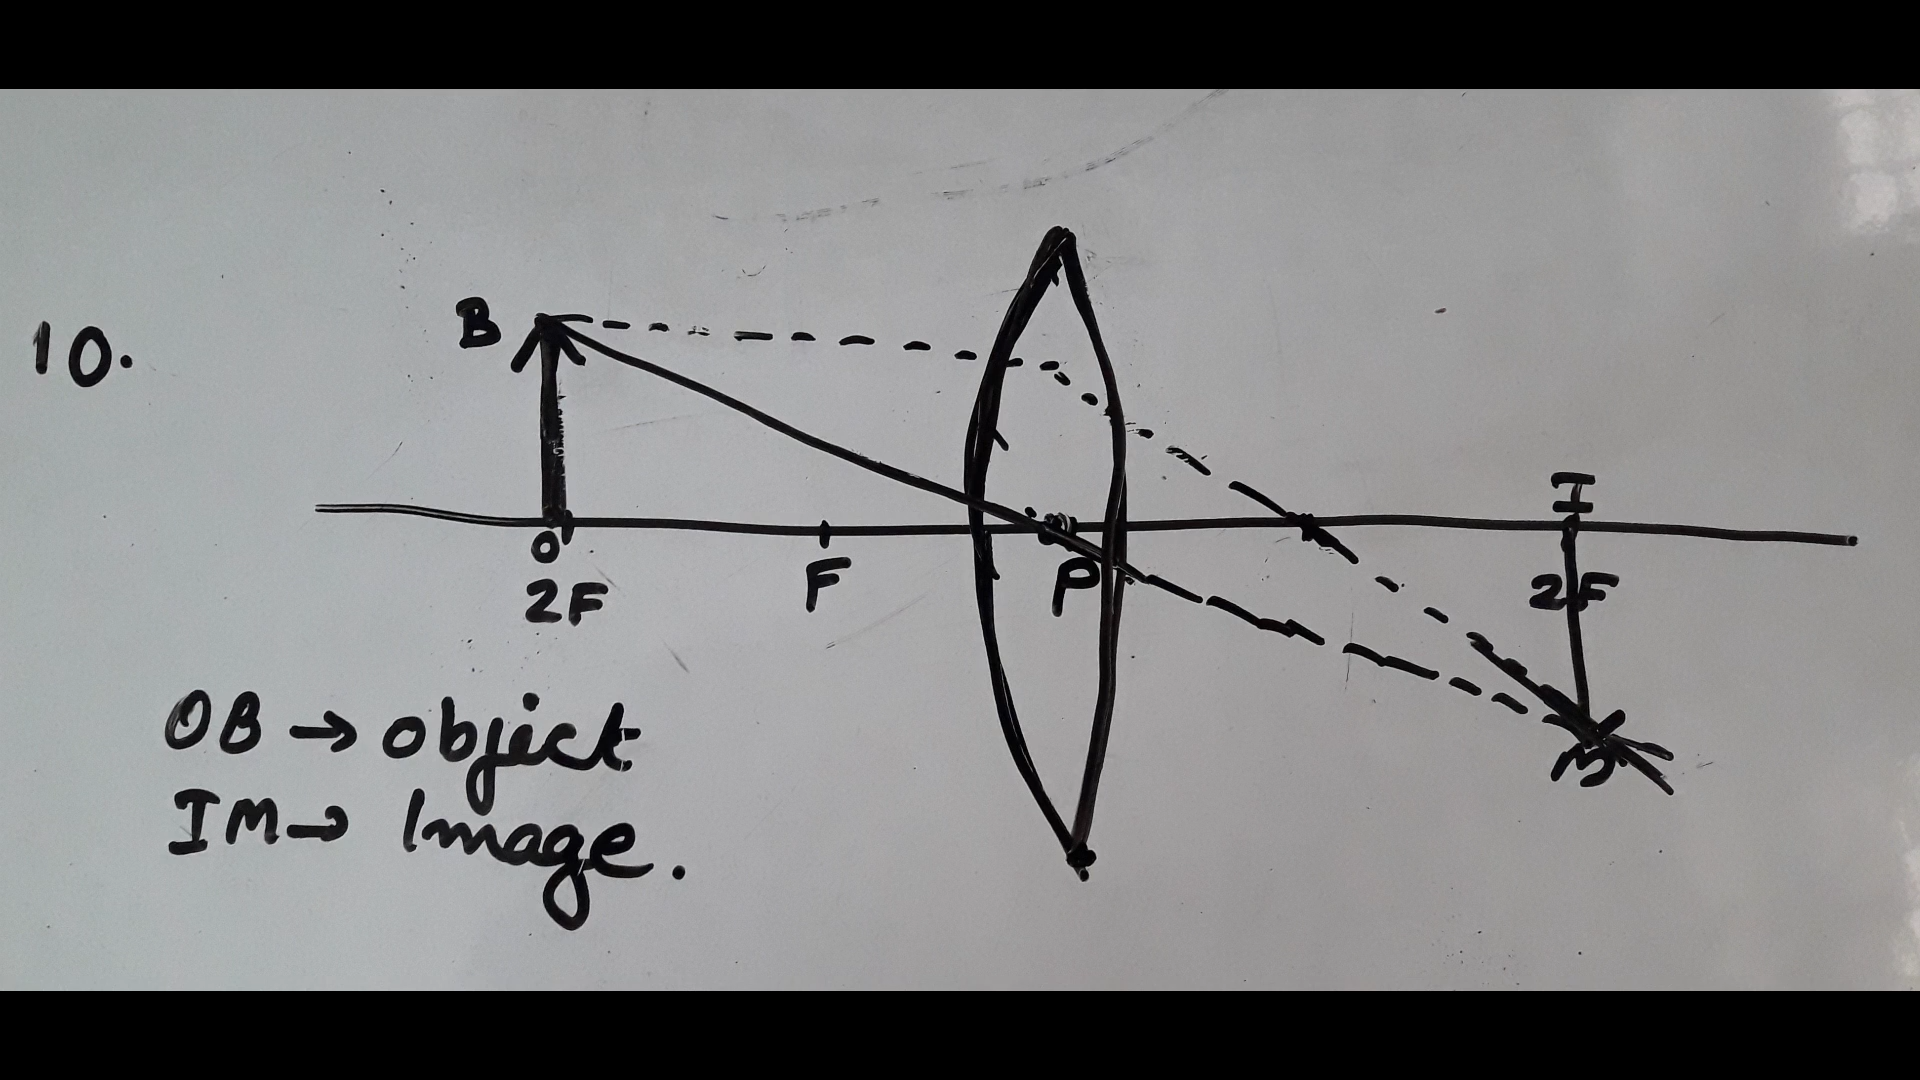 10.
B
I
O
F
P
2F
2F
M
OB → object
IM → Image.